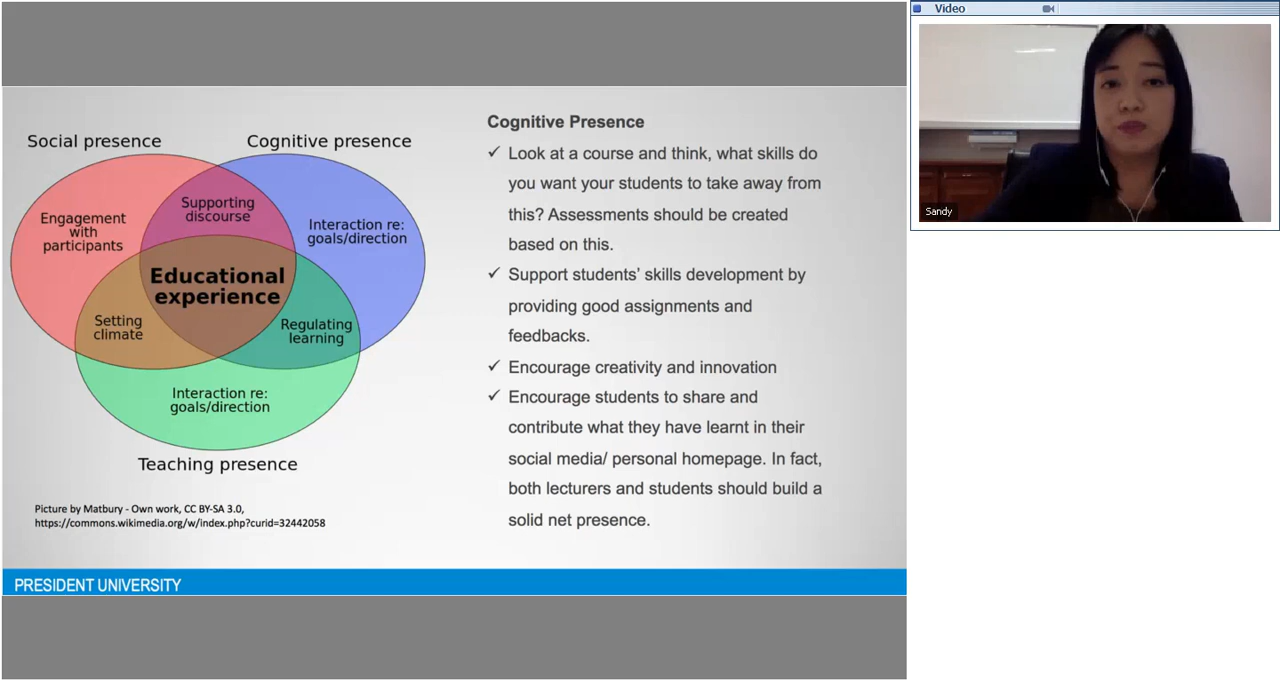 Social presence
Cognitive presence
Supporting
discourse
Engagement
with
participants
Interaction re:
goals/direction
Educational
experience
Setting
climate
Regulating
learning
Interaction re:
goals/direction
Teaching presence
Picture by Matbury - Own work, CC BY-SA 3.0,
https://commons.wikimedia.org/w/index.php?curid=32442058
Cognitive Presence
✓ Look at a course and think, what skills do
you want your students to take away from
this? Assessments should be created
based on this.
✓ Support students’ skills development by
providing good assignments and
feedbacks.
✓ Encourage creativity and innovation
✓ Encourage students to share and
contribute what they have learnt in their
social media/ personal homepage. In fact,
both lecturers and students should build a
solid net presence.
PRESIDENT UNIVERSITY
Video
Sandy